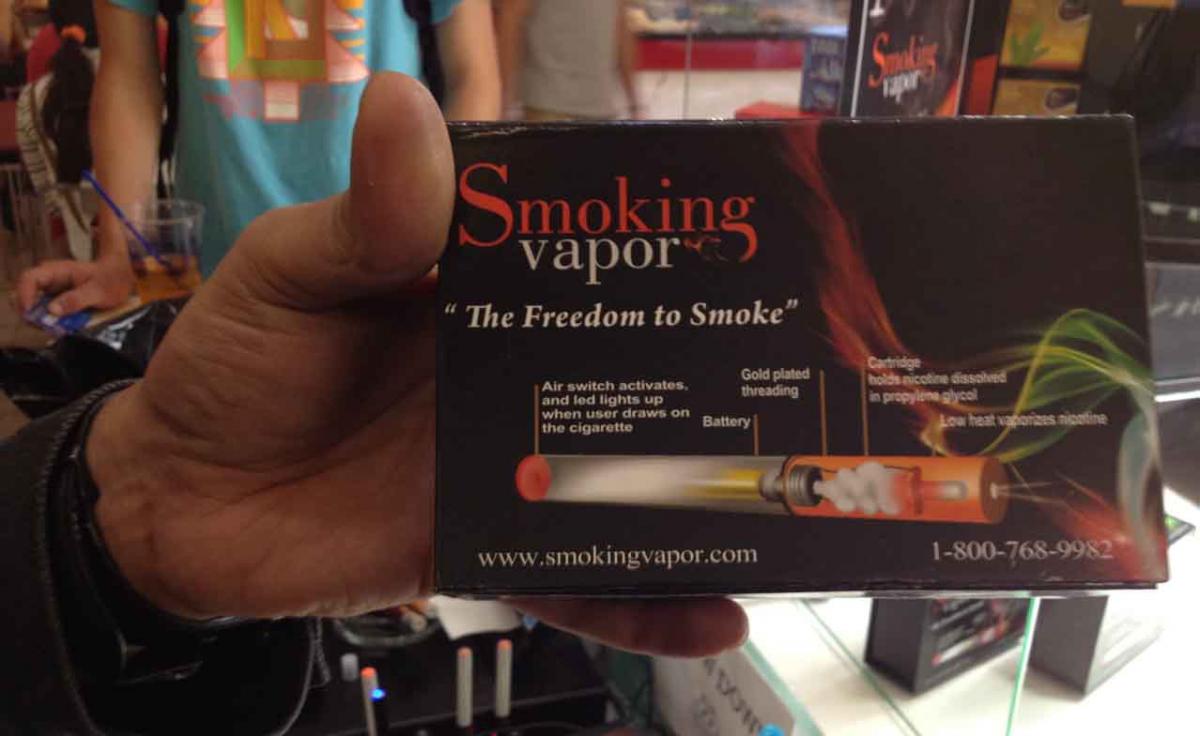 Smoking
vapor
Smoking
vapor
“ The Freedom to Smoke”
Air switch activates,
and led lights up
when user draws on
the cigarette
Battery
Gold plated
threading
Cartridge
holds nicotine dissolved
in propylene glycol
Low heat vaporizes nicotine
www.smokingvapor.com
1-800-768-9982